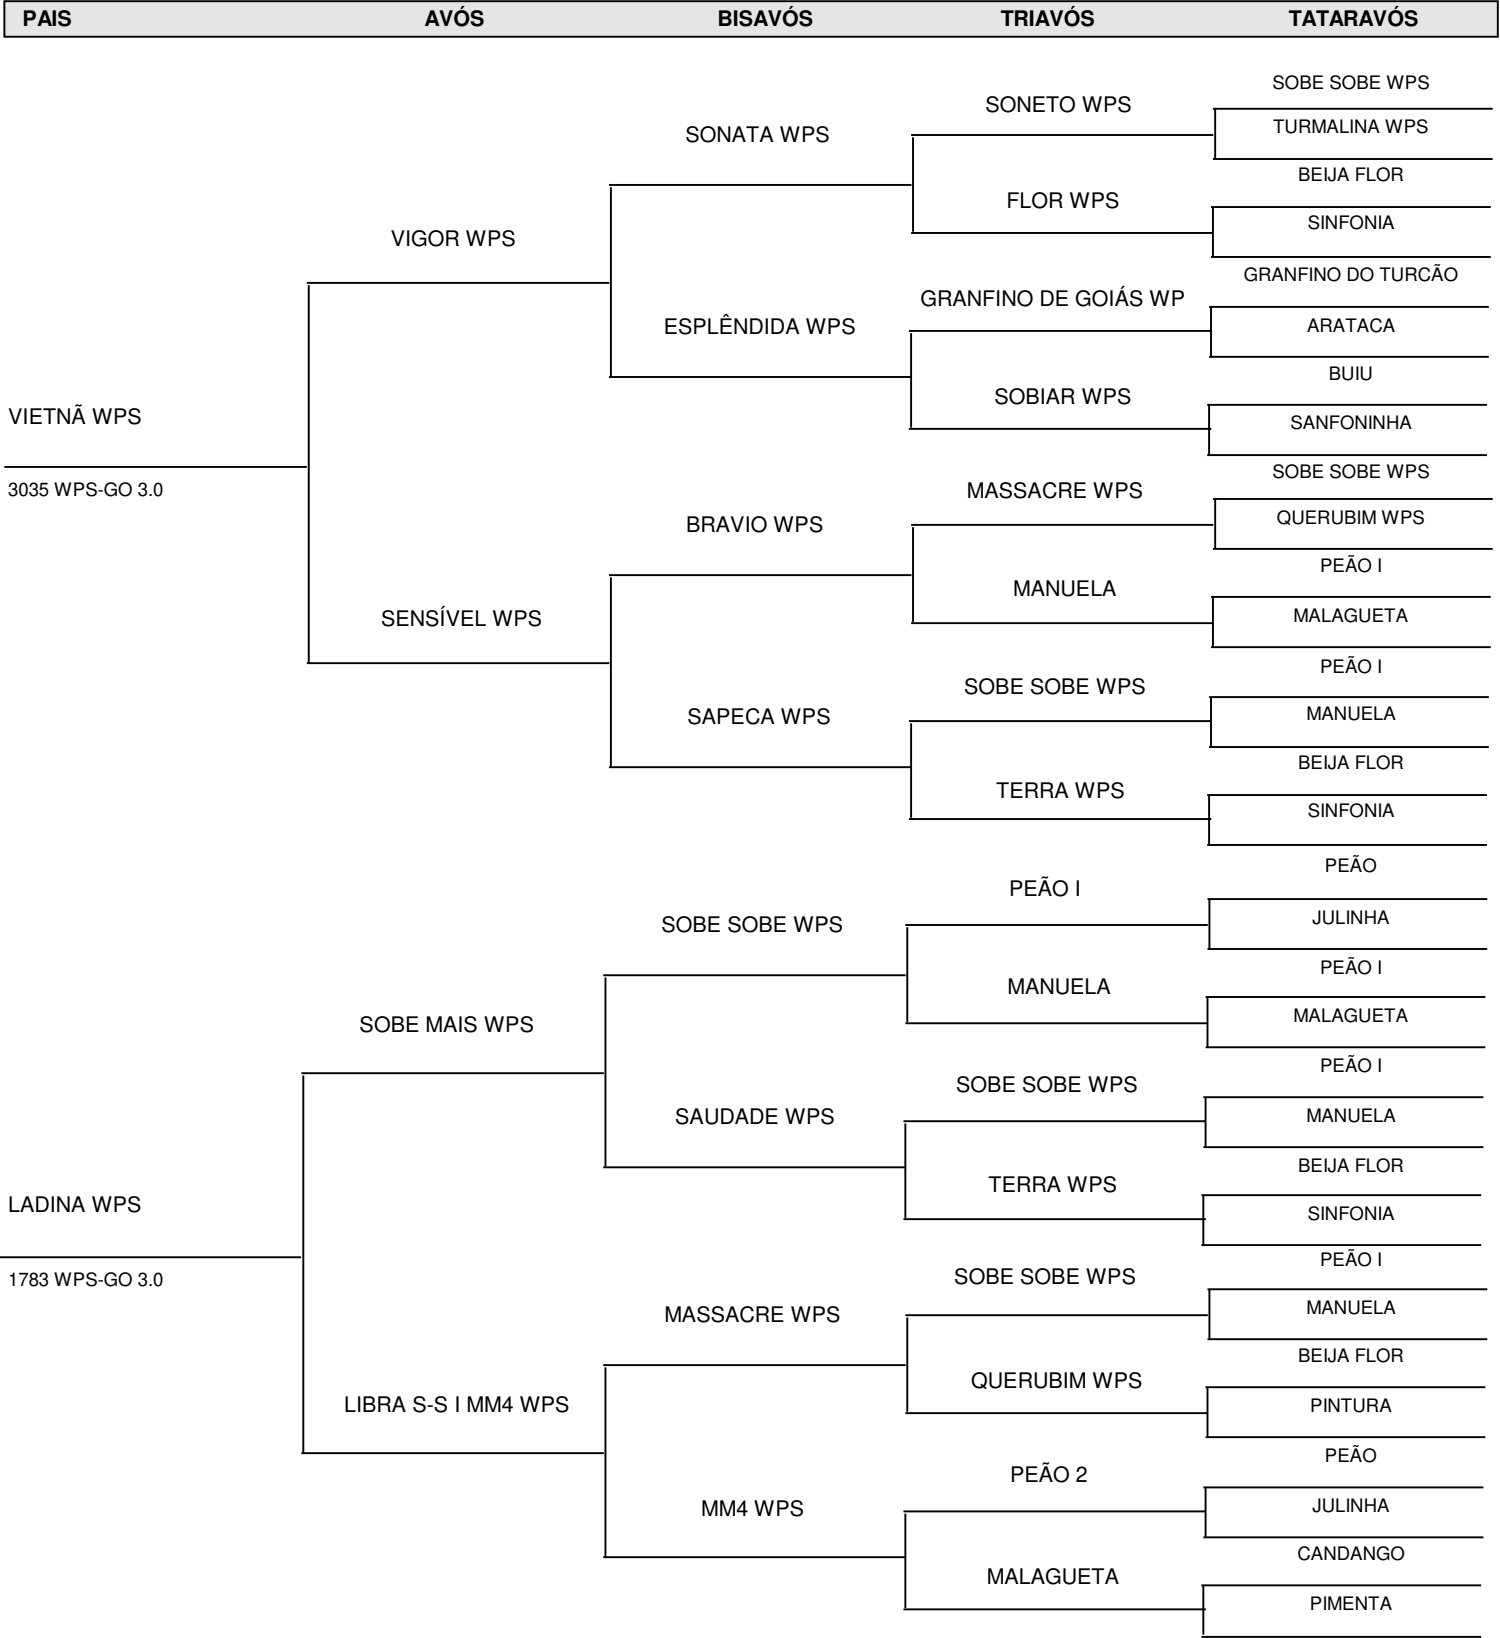 PAIS AVÓS BISAVÓS TRIAVÓS TATARAVÓS
SOBE SOBE WPS
SONETO WPS
TURMALINA WPS
SONATA WPS
BEIJA FLOR
FLOR WPS
SINFONIA
VIGOR WPS
GRANFINO DO TURCÃO
GRANFINO DE GOIÁS WP
ARATACA
ESPLÊNDIDA WPS
BUIU
SOBIAR WPS
SANFONINHA
VIETNÃ WPS
3035 WPS-GO 3.0
SOBE SOBE WPS
MASSACRE WPS
QUERUBIM WPS
BRAVIO WPS
PEÃO I
MANUELA
MALAGUETA
SENSÍVEL WPS
PEÃO I
SOBE SOBE WPS
MANUELA
SAPECA WPS
BEIJA FLOR
TERRA WPS
SINFONIA
PEÃO
PEÃO I
JULINHA
SOBE SOBE WPS
PEÃO I
MANUELA
MALAGUETA
SOBE MAIS WPS
PEÃO I
SOBE SOBE WPS
MANUELA
SAUDADE WPS
BEIJA FLOR
TERRA WPS
SINFONIA
LADINA WPS
1783 WPS-GO 3.0
PEÃO I
SOBE SOBE WPS
MANUELA
MASSACRE WPS
BEIJA FLOR
QUERUBIM WPS
PINTURA
LIBRA S-S I MM4 WPS
PEÃO
PEÃO 2
JULINHA
MM4 WPS
CANDANGO
MALAGUETA
PIMENTA